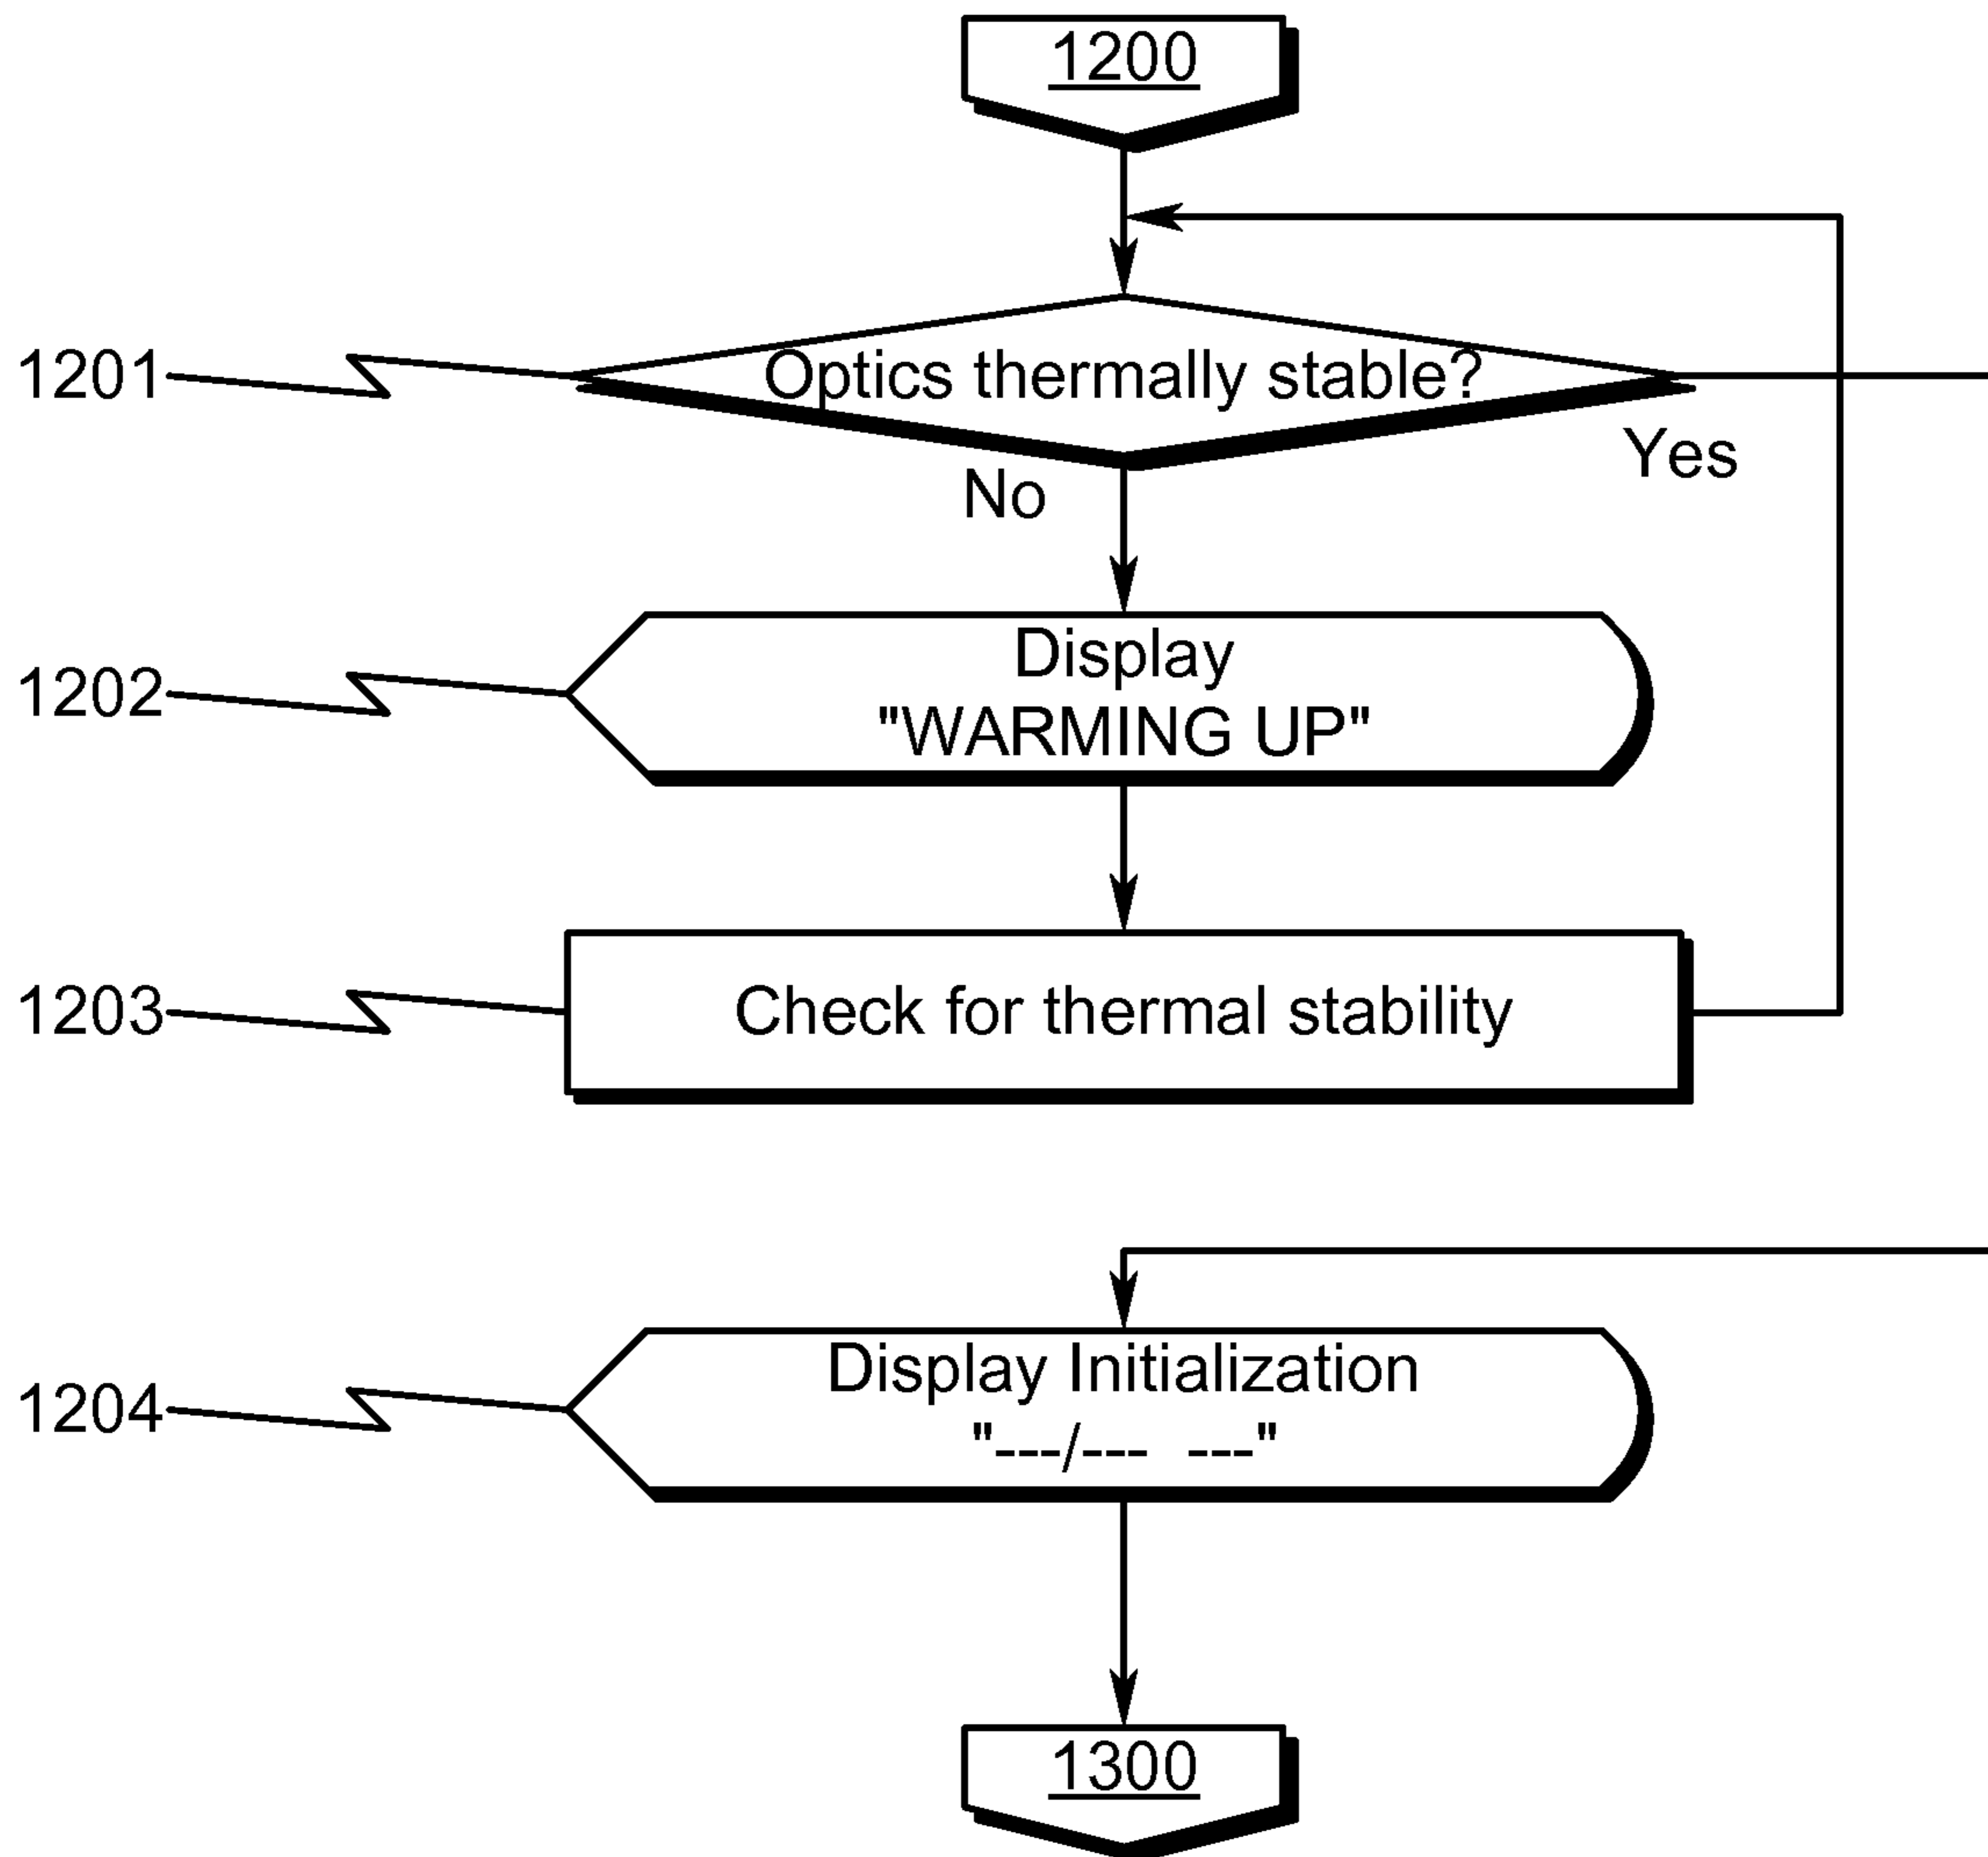 1200
1201
Optics thermally stable?
Yes
No
1202
Display
"WARMING UP"
1203
Check for thermal stability
1204
Display Initialization
"---/---  ---"
1300